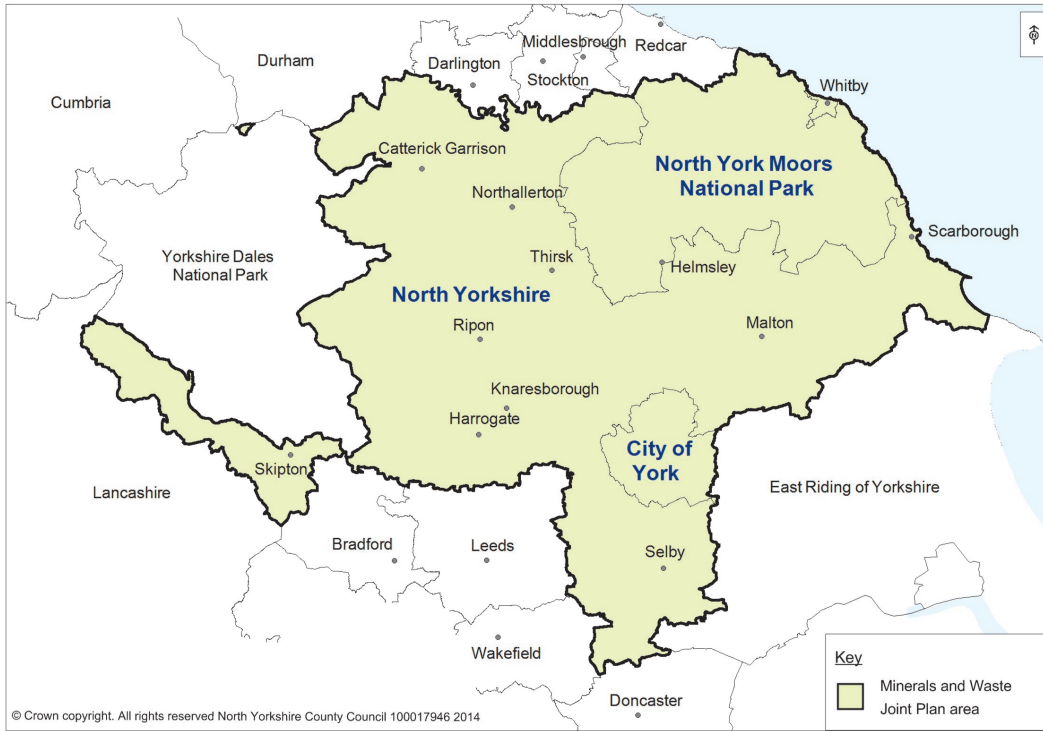 Durham
Middlesbrough
Redcar
Darlington
Stockton
Cumbria
Whitby
Catterick Garrison
North York Moors
National Park
Northallerton
Scarborough
Yorkshire Dales
National Park
Thirsk
Helmsley
North Yorkshire
Ripon
Malton
Knaresborough
Harrogate
City of
York
Skipton
Lancashire
East Riding of Yorkshire
Bradford
Leeds
Selby
Wakefield
Doncaster
Key
Minerals and Waste
Joint Plan area
© Crown copyright. All rights reserved North Yorkshire County Council 100017946 2014
N